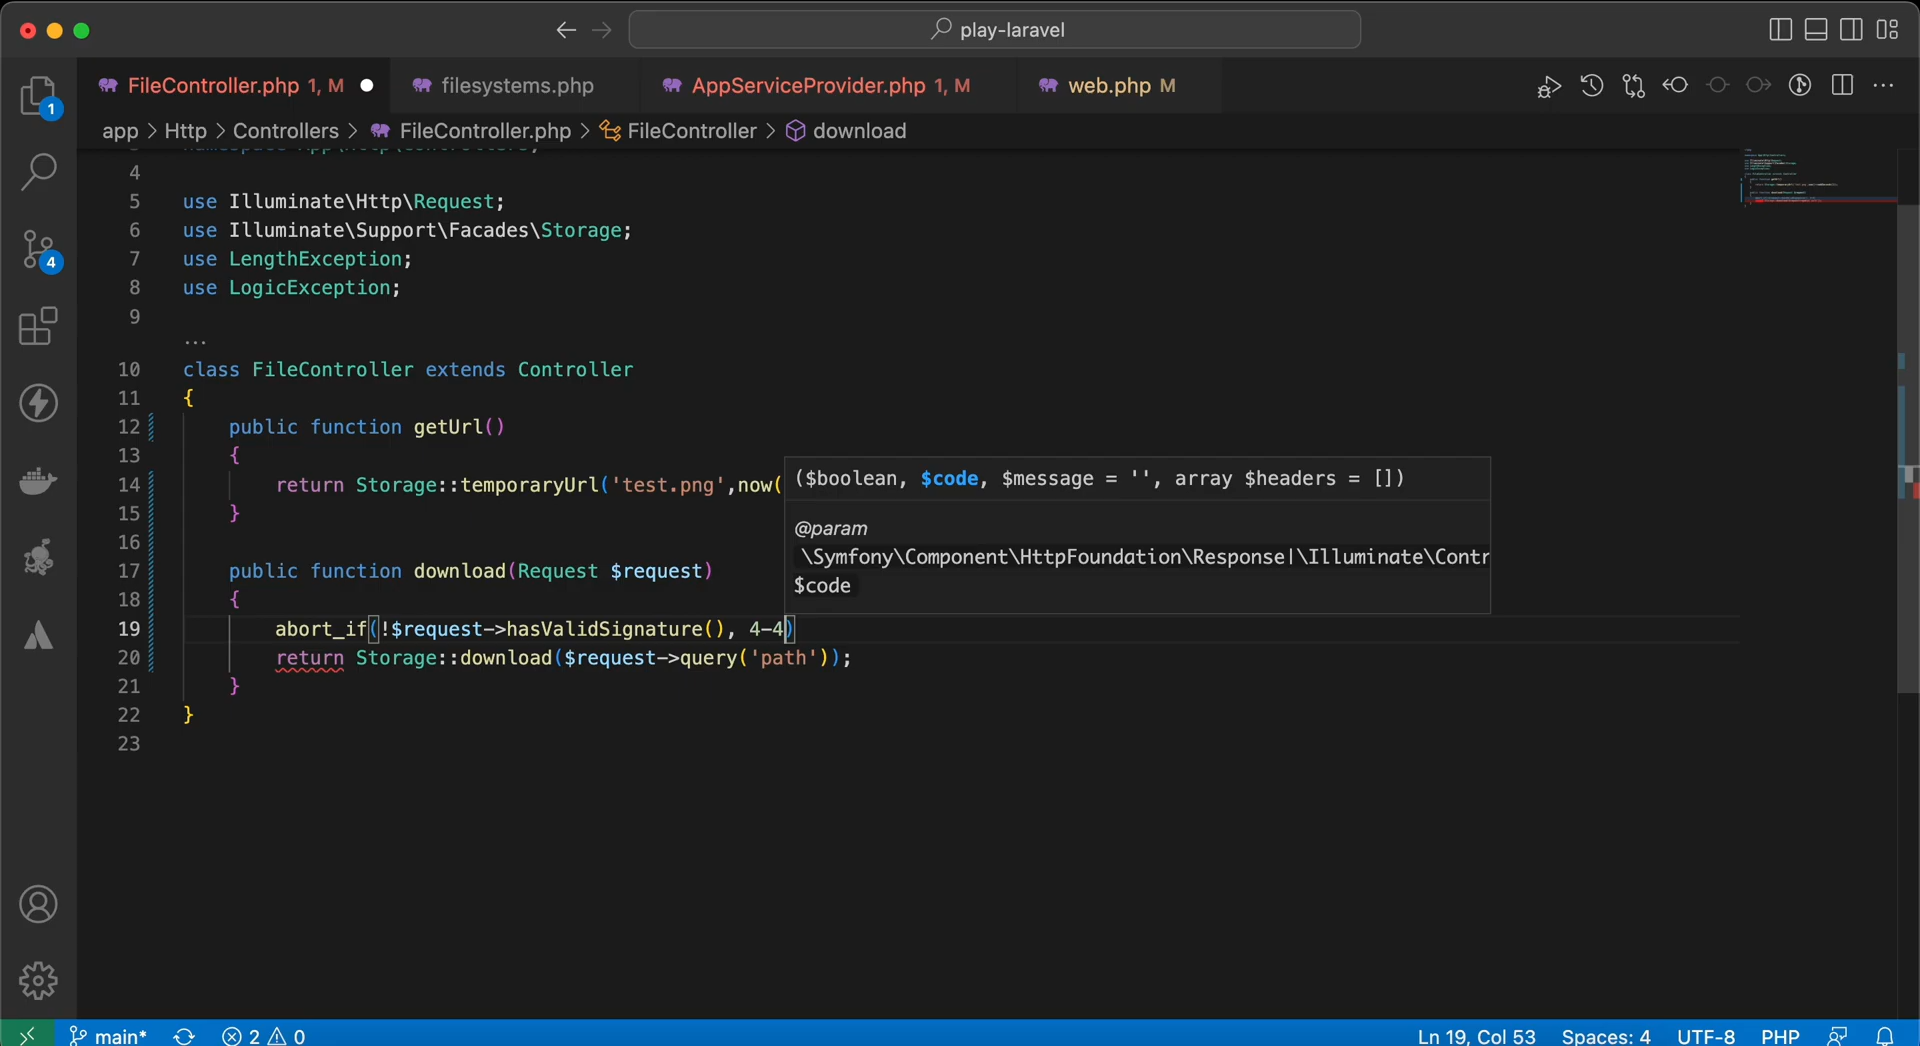 play-laravel
FileController.php 1, M
filesystems.php
AppServiceProvider.php 1, M
web.php M
1
app > Http > Controllers > FileController.php > FileController > download
4
5 use Illuminate\Http\Request;
6 use Illuminate\Support\Facades\Storage;
7 use LengthException;
8 use LogicException;
9
...
10 class FileController extends Controller
11 {
12 public function getUrl()
13 {
14 return Storage::temporaryUrl('test.png',now(
15 }
16
17 public function download(Request $request)
18 {
19 abort_if(!$request->hasValidSignature(), 4-4)
20 return Storage::download($request->query('path'));
21 }
22 }
23
($boolean, $code, $message = '', array $headers = [])
@param
\Symfony\Component\HttpFoundation\Response|\Illuminate\Contr
$code
4
main* 2 0
Ln 19, Col 53 Spaces: 4 UTF-8 PHP